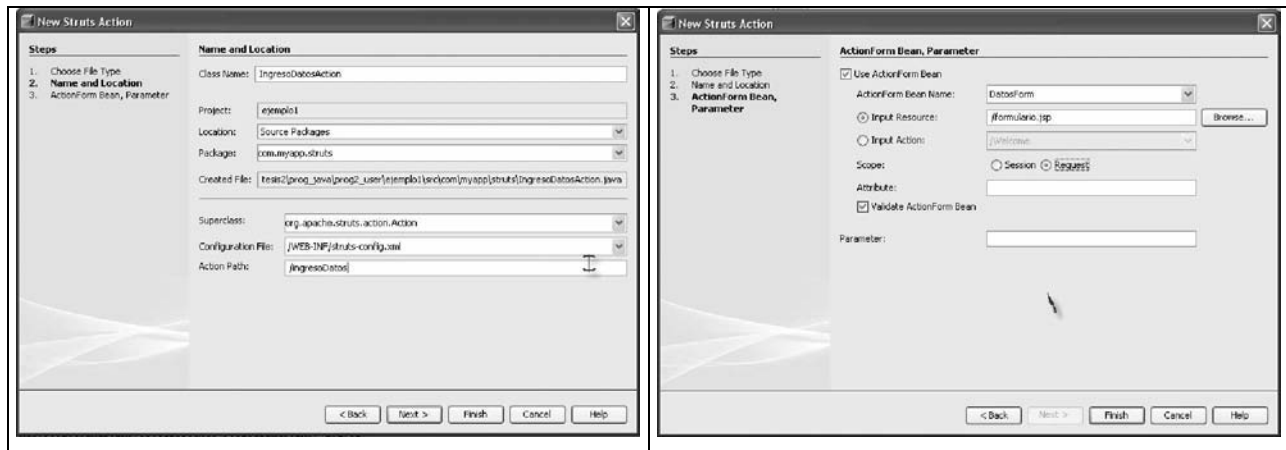 New Struts Action
Steps
1. Choose File Type
2. Name and Location
3. ActionForm Bean, Parameter
Name and Location
Class Name: IngresoDatosAction
Project: ejemplo1
Location: Source Packages
Package: com.myapp.struts
Created File: tesis2\prog_java\prog2_user\ejemplo1\src\com\myapp\struts\IngresoDatosAction.java
Superclass: org.apache.struts.action.Action
Configuration File: /WEB-INF/struts-config.xml
Action Path: /ingresoDatos
< Back Next > Finish Cancel Help
New Struts Action
Steps
1. Choose File Type
2. Name and Location
3. ActionForm Bean,
Parameter
ActionForm Bean, Parameter
Use ActionForm Bean
ActionForm Bean Name: DatosForm
Input Resource: /formulario.jsp Browse...
Input Action: /Welcome
Scope: Session Request
Attribute:
Validate ActionForm Bean
Parameter:
< Back Next > Finish Cancel Help